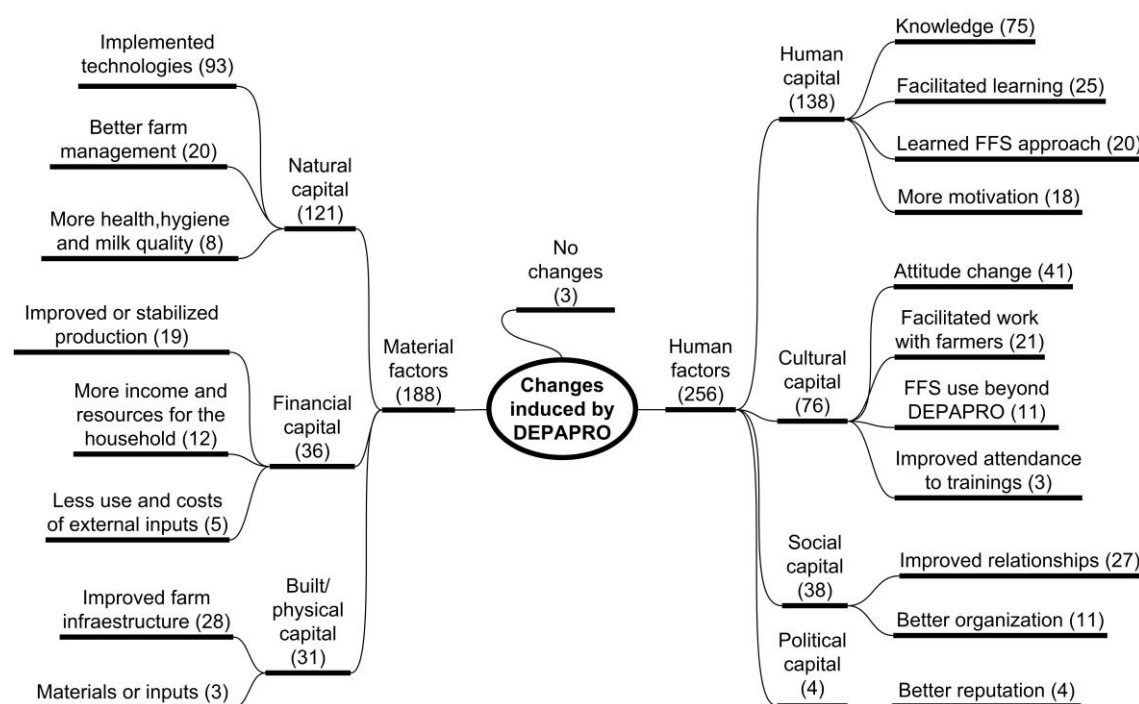 Changes
induced by
DEPAPRO
No
changes
(3)
Material
factors
(188)
Natural
capital
(121)
Implemented
technologies (93)
Better farm
management (20)
More health,hygiene
and milk quality (8)
Financial
capital
(36)
Improved or stabilized
production (19)
More income and
resources for the
household (12)
Less use and costs
of external inputs (5)
Built/
physical
capital
(31)
Improved farm
infraestructure (28)
Materials or inputs (3)
Human
factors
(256)
Human
capital
(138)
Knowledge (75)
Facilitated learning (25)
Learned FFS approach (20)
More motivation (18)
Cultural
capital
(76)
Attitude change (41)
Facilitated work
with farmers (21)
FFS use beyond
DEPAPRO (11)
Improved attendance
to trainings (3)
Social
capital
(38)
Improved relationships (27)
Better organization (11)
Political
capital
(4)
Better reputation (4)